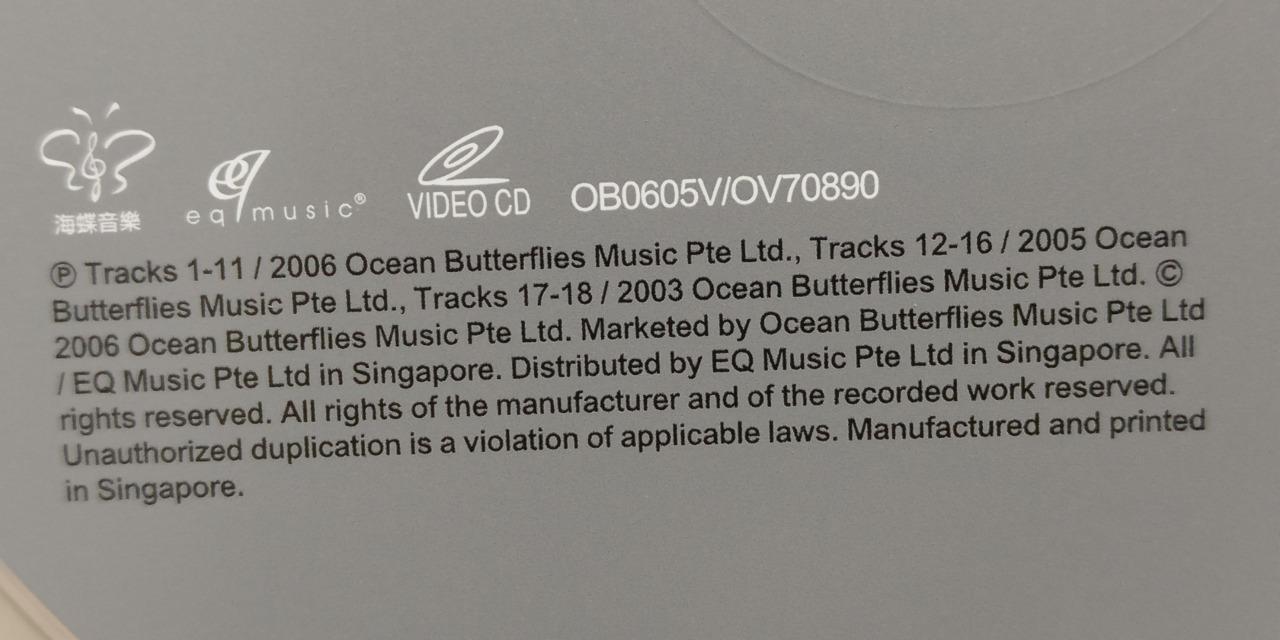 海蝶音樂
eq music®
VIDEO CD
OB0605V/OV70890
Ⓟ Tracks 1-11 / 2006 Ocean Butterflies Music Pte Ltd., Tracks 12-16 / 2005 Ocean
Butterflies Music Pte Ltd., Tracks 17-18 / 2003 Ocean Butterflies Music Pte Ltd. ©
2006 Ocean Butterflies Music Pte Ltd. Marketed by Ocean Butterflies Music Pte Ltd
/ EQ Music Pte Ltd in Singapore. Distributed by EQ Music Pte Ltd in Singapore. All
rights reserved. All rights of the manufacturer and of the recorded work reserved.
Unauthorized duplication is a violation of applicable laws. Manufactured and printed
in Singapore.